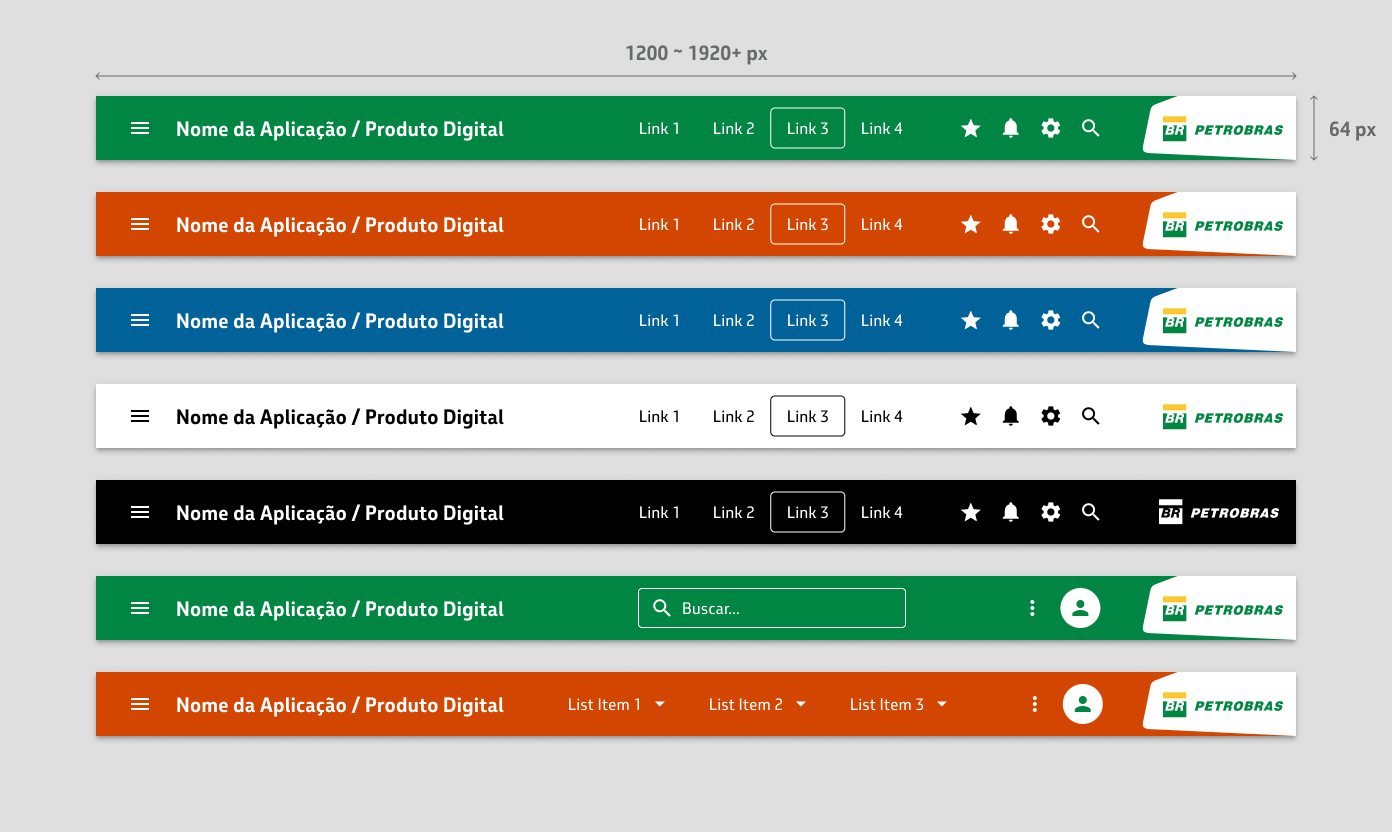 1200 ~ 1920+ px
Nome da Aplicação / Produto Digital Link 1 Link 2 Link 3 Link 4 BR PETROBRAS
64 px
Nome da Aplicação / Produto Digital Link 1 Link 2 Link 3 Link 4 BR PETROBRAS
Nome da Aplicação / Produto Digital Link 1 Link 2 Link 3 Link 4 BR PETROBRAS
Nome da Aplicação / Produto Digital Link 1 Link 2 Link 3 Link 4 BR PETROBRAS
Nome da Aplicação / Produto Digital Link 1 Link 2 Link 3 Link 4 BR PETROBRAS
Nome da Aplicação / Produto Digital Buscar... BR PETROBRAS
Nome da Aplicação / Produto Digital List Item 1 List Item 2 List Item 3 BR PETROBRAS